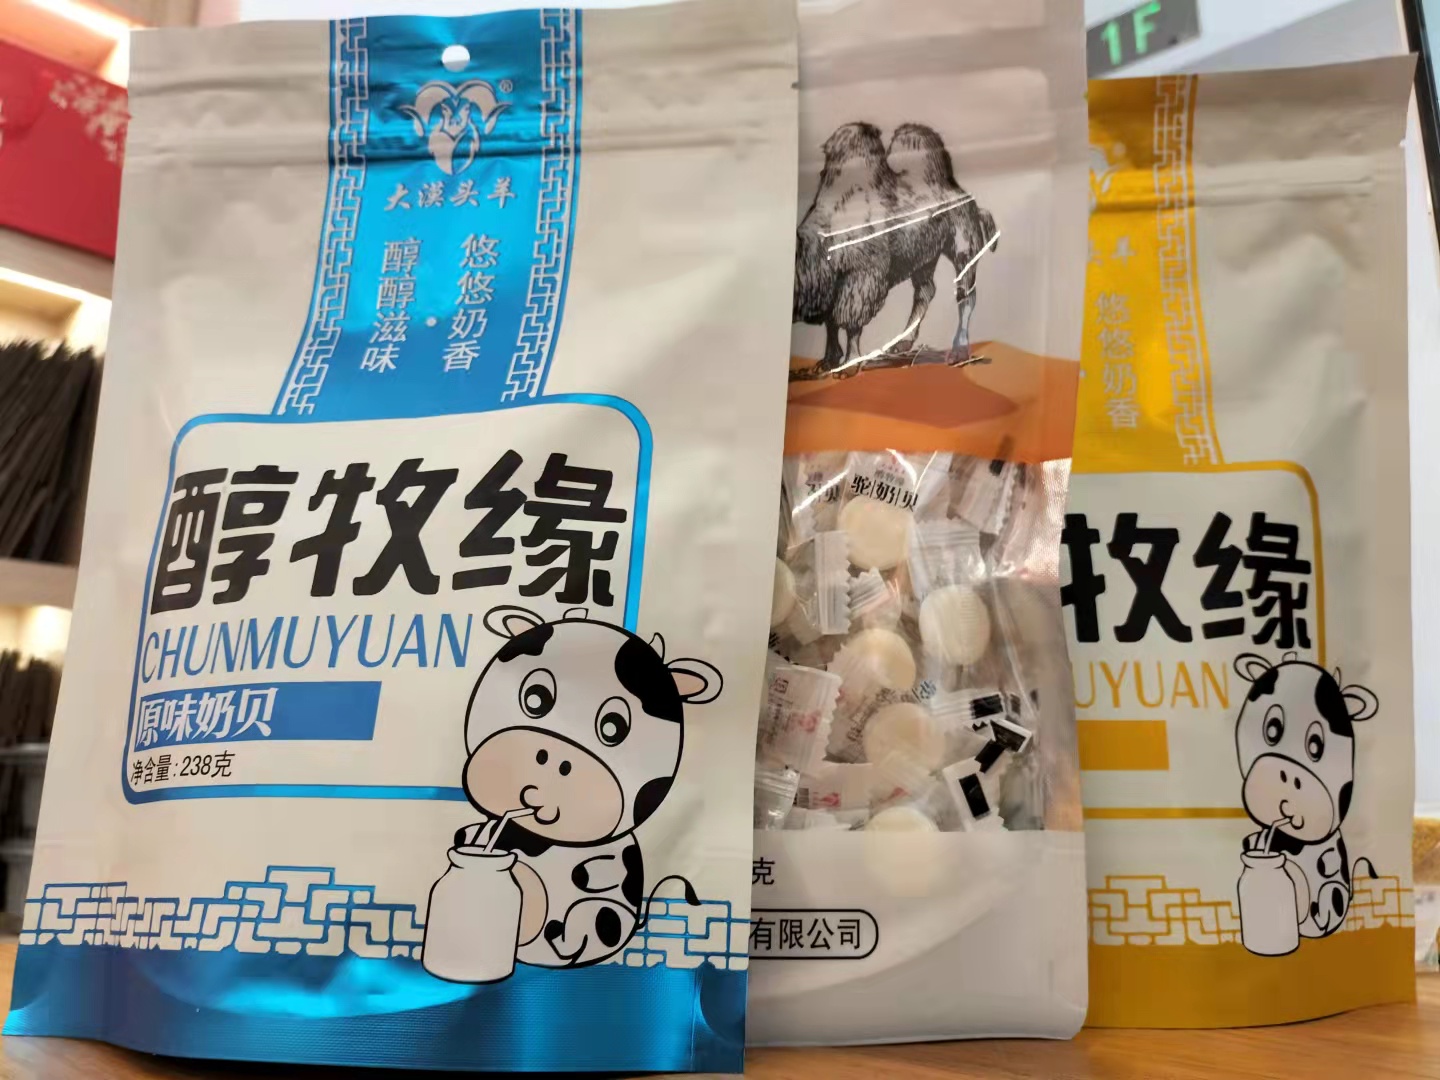 ®
大漠头羊
悠悠奶香
·
醇醇滋味
醇牧缘
CHUNMUYUAN
原味奶贝
净含量:238克
驼奶贝
克
有限公司
1F
羊
悠悠奶香
牧缘
UYUAN